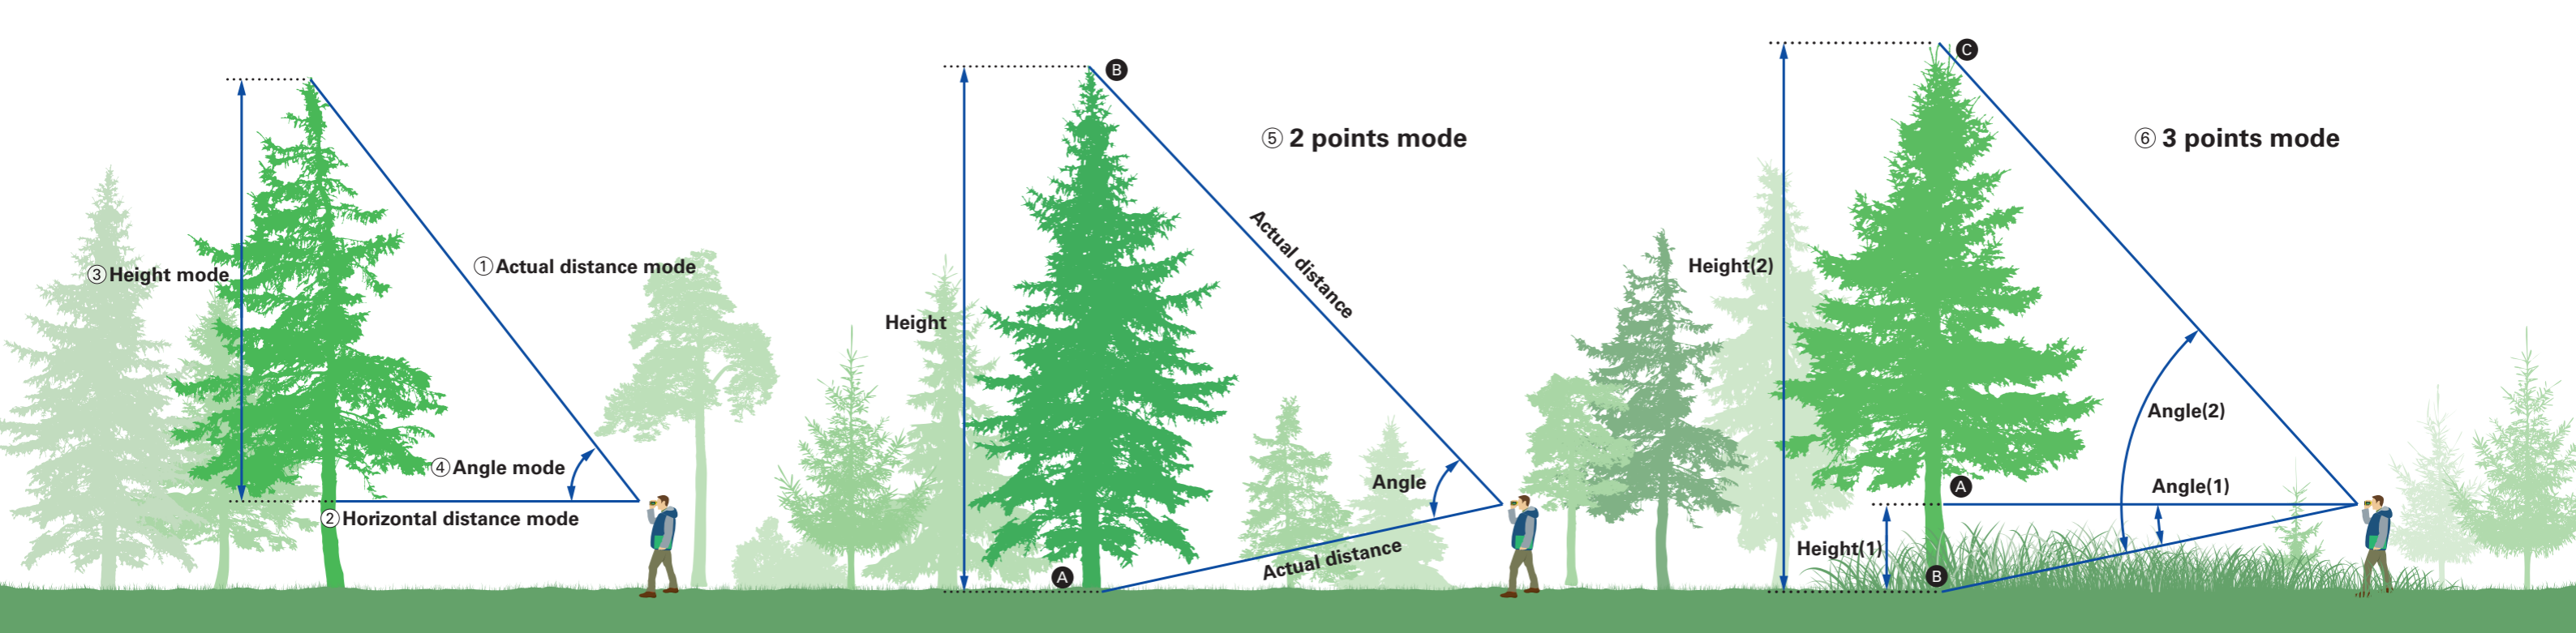 ③Height mode
①Actual distance mode
④Angle mode
②Horizontal distance mode
B
⑤ 2 points mode
Actual distance
Height
Angle
Actual distance
A
C
⑥ 3 points mode
Height(2)
Angle(2)
A
Angle(1)
Height(1)
B